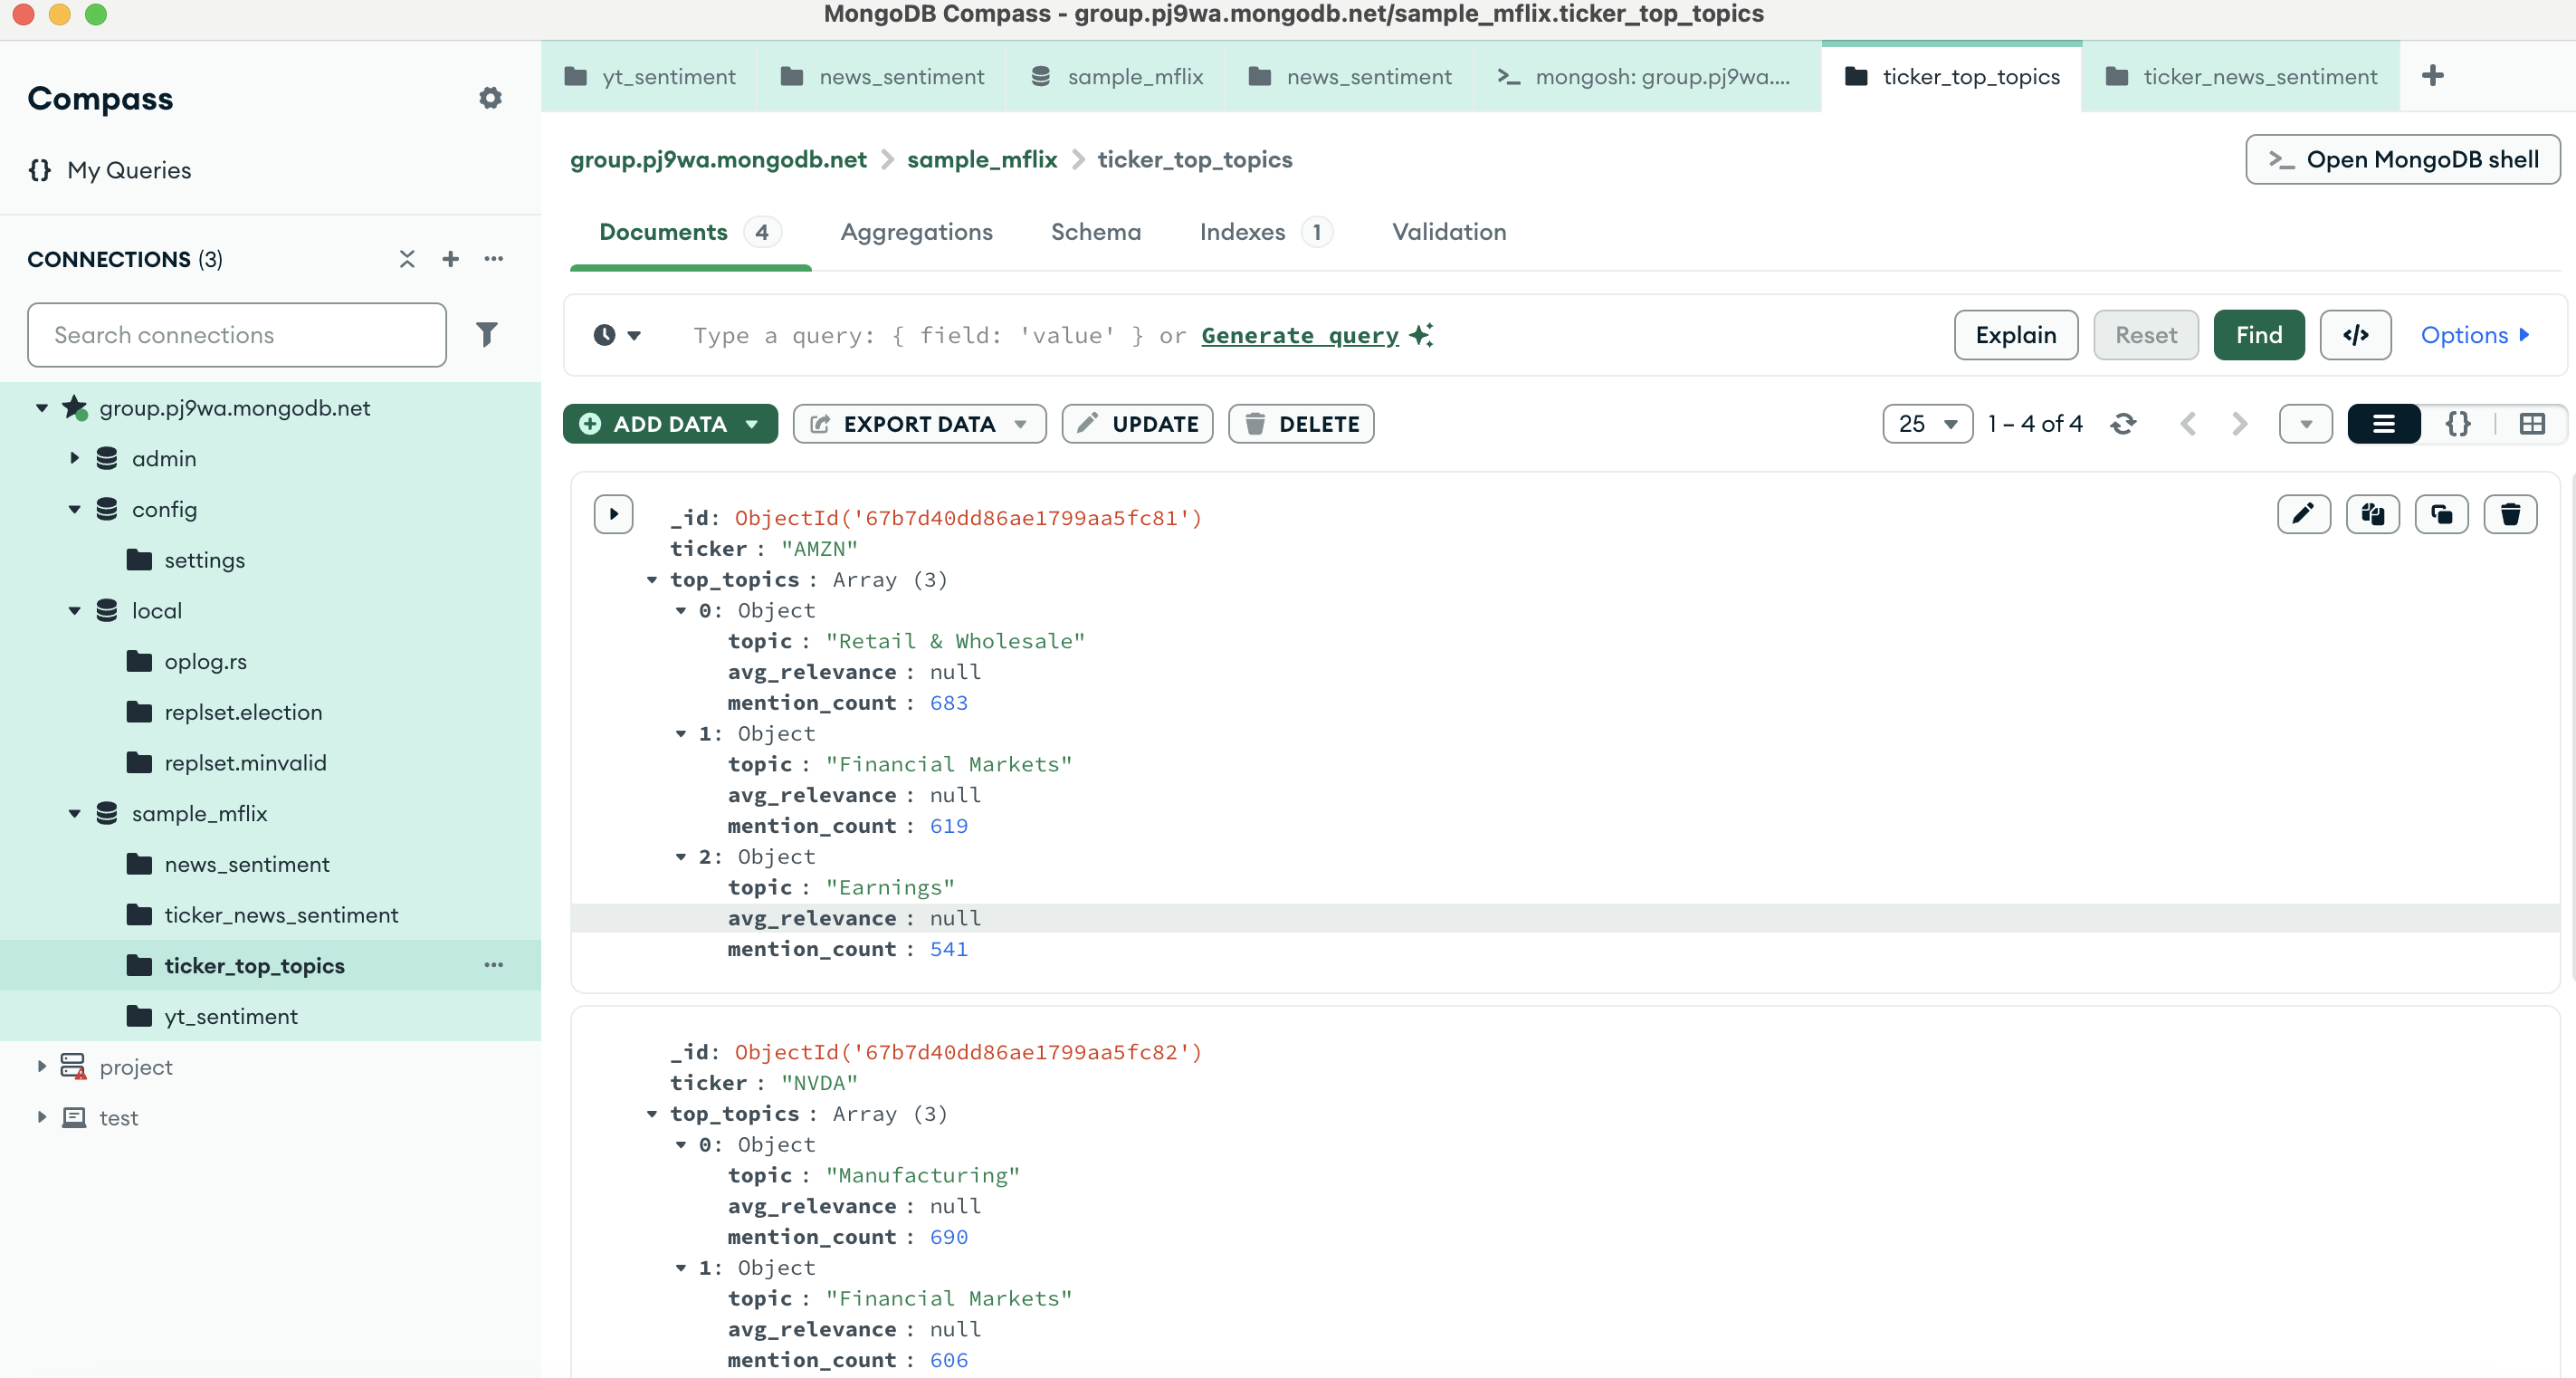 MongoDB Compass - group.pj9wa.mongodb.net/sample_mflix.ticker_top_topics
Compass
{} My Queries
CONNECTIONS (3)
Search connections
group.pj9wa.mongodb.net
admin
config
settings
local
oplog.rs
replset.election
replset.minvalid
sample_mflix
news_sentiment
ticker_news_sentiment
ticker_top_topics
yt_sentiment
project
test
yt_sentiment
news_sentiment
sample_mflix
news_sentiment
>_ mongosh: group.pj9wa....
ticker_top_topics
ticker_news_sentiment
group.pj9wa.mongodb.net > sample_mflix > ticker_top_topics
>_ Open MongoDB shell
Documents 4 Aggregations Schema Indexes 1 Validation
Type a query: { field: 'value' } or Generate query
Explain Reset Find </> Options
ADD DATA EXPORT DATA UPDATE DELETE
25 1 – 4 of 4 {}
_id: ObjectId('67b7d40dd86ae1799aa5fc81')
ticker : "AMZN"
top_topics : Array (3)
0: Object
topic : "Retail & Wholesale"
avg_relevance : null
mention_count : 683
1: Object
topic : "Financial Markets"
avg_relevance : null
mention_count : 619
2: Object
topic : "Earnings"
avg_relevance : null
mention_count : 541
_id: ObjectId('67b7d40dd86ae1799aa5fc82')
ticker : "NVDA"
top_topics : Array (3)
0: Object
topic : "Manufacturing"
avg_relevance : null
mention_count : 690
1: Object
topic : "Financial Markets"
avg_relevance : null
mention_count : 606